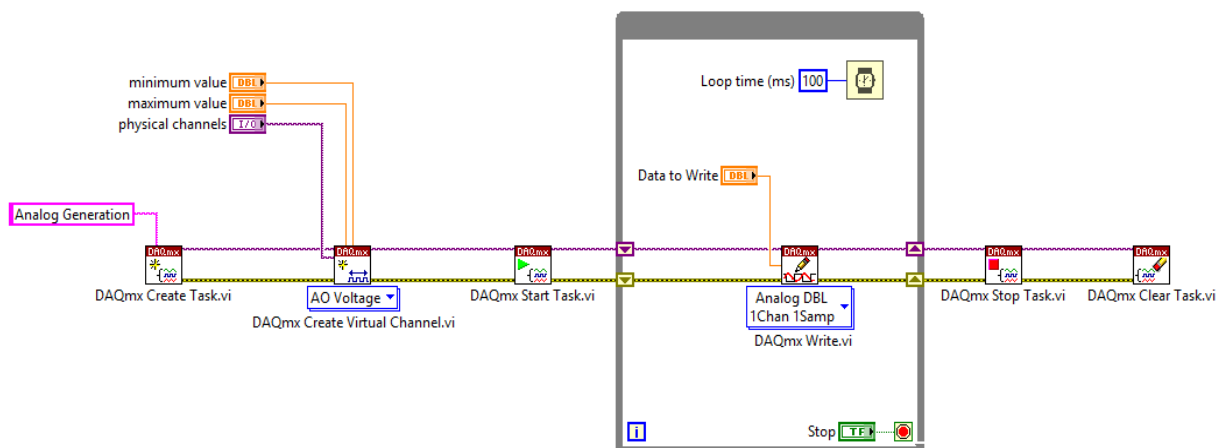 minimum value DBL
maximum value DBL
physical channels I/O
Loop time (ms) 100
Data to Write DBL
Analog Generation
DAQmx
DAQmx
DAQmx
DAQmx
DAQmx
DAQmx
DAQmx Create Task.vi
AO Voltage
DAQmx Create Virtual Channel.vi
DAQmx Start Task.vi
Analog DBL
1Chan 1Samp
DAQmx Write.vi
DAQmx Stop Task.vi
DAQmx Clear Task.vi
i
Stop TF